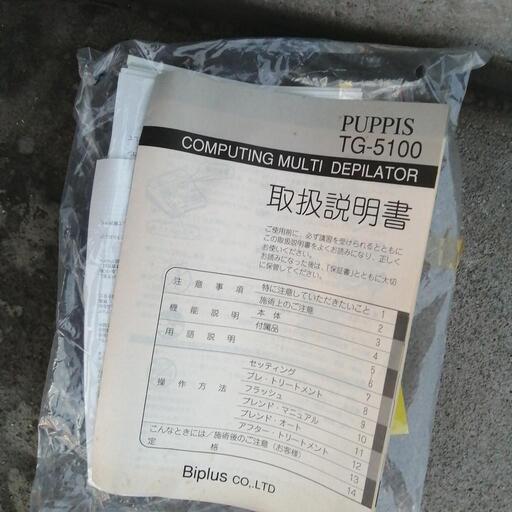 PUPPIS
TG-5100
COMPUTING MULTI DEPILATOR
取扱説明書
ご使用前に、必ず講習を受けられるとともに
この取扱説明書をよくお読みになり、正しく
お使いください。
お読みになった後は、「保証書」とともに大切
に保管してください。
注意事項 特に注意していただきたいこと 1
施術上のご注意 2
機能説明 本体 3
付属品 4
用語説明 5
セッティング 6
プレ・トリートメント 7
操作方法 フラッシュ 8
ブレンド・マニュアル 9
ブレンド・オート 10
アフター・トリートメント 11
こんなときには／施術後のご注意（お客様） 12
定格 13
14
Biplus CO.,LTD